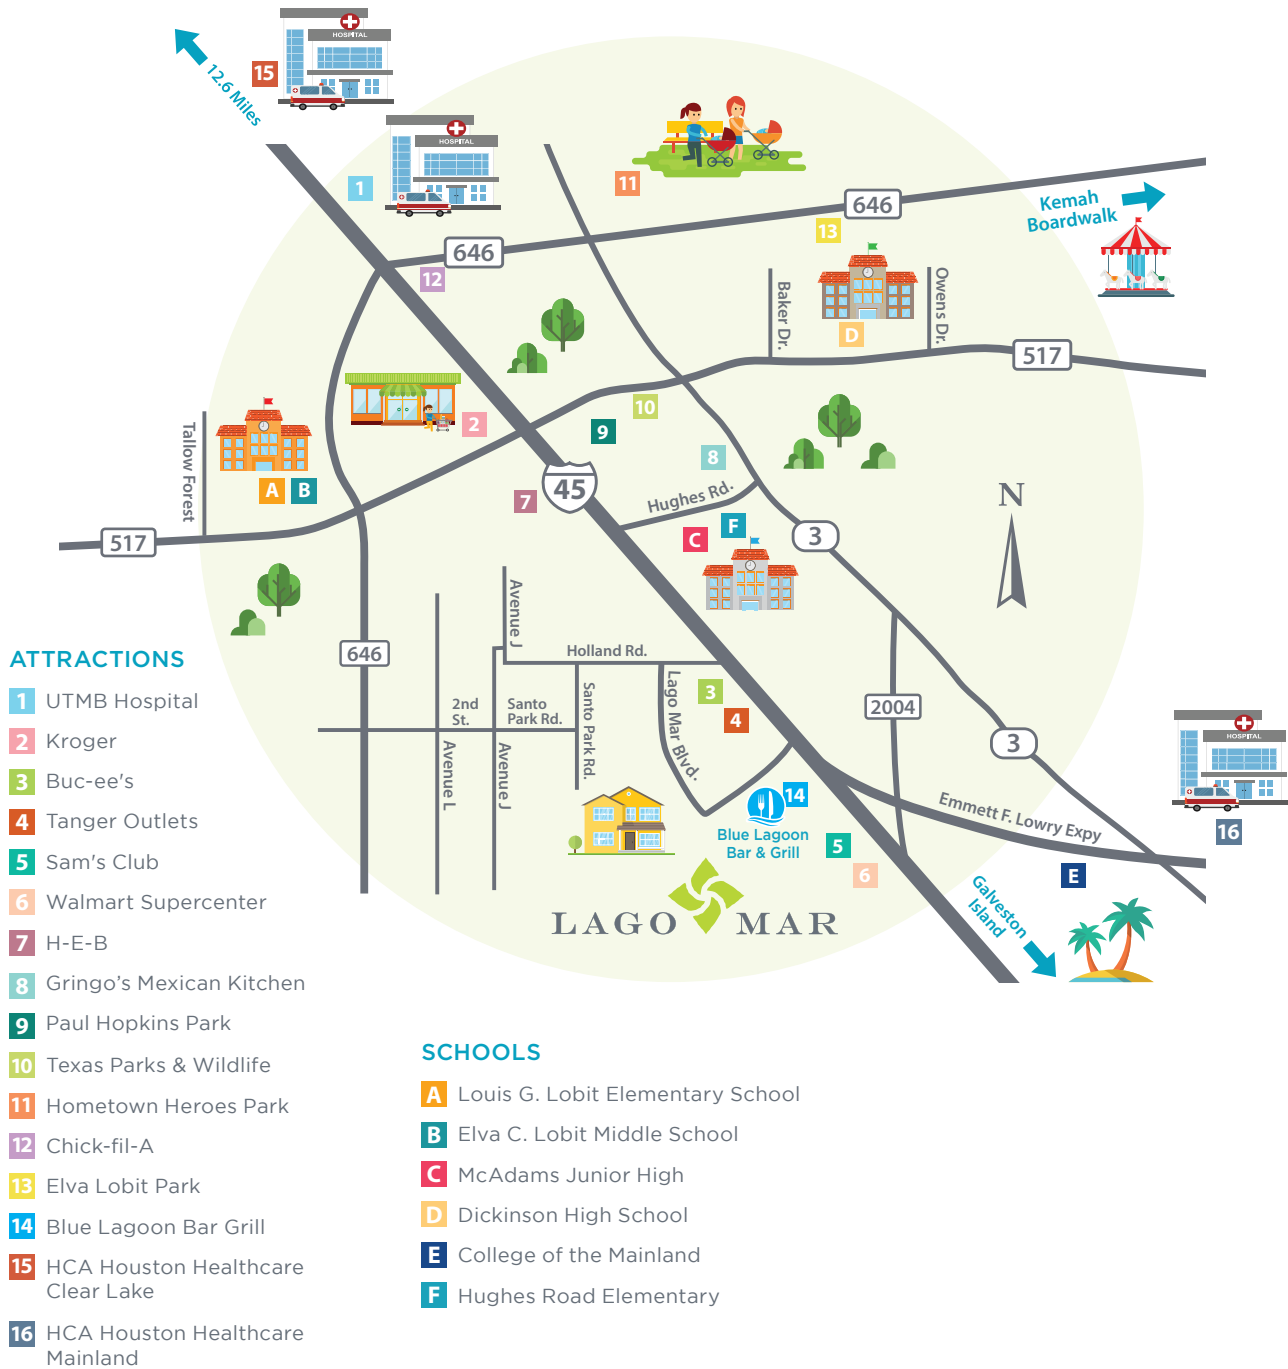 HOSPITAL
15
12.6 Miles
HOSPITAL
1
11
646
13
Kemah
Boardwalk
646
12
Baker Dr.
Owens Dr.
D
517
2
10
9
Tallow Forest
A
B
8
45
7
Hughes Rd.
F
C
3
N
517
Avenue J
646
Holland Rd.
Lago Mar Blvd.
3
4
2nd
St.
Santo
Park Rd.
Santo Park Rd.
2004
3
HOSPITAL
16
Avenue L
Avenue J
14
Blue Lagoon
Bar & Grill
5
6
Emmett F. Lowry Expy
E
Galveston
Island
LAGO MAR
ATTRACTIONS
1 UTMB Hospital
2 Kroger
3 Buc-ee's
4 Tanger Outlets
5 Sam's Club
6 Walmart Supercenter
7 H-E-B
8 Gringo’s Mexican Kitchen
9 Paul Hopkins Park
10 Texas Parks & Wildlife
11 Hometown Heroes Park
12 Chick-fil-A
13 Elva Lobit Park
14 Blue Lagoon Bar Grill
15 HCA Houston Healthcare
Clear Lake
16 HCA Houston Healthcare
Mainland
SCHOOLS
A Louis G. Lobit Elementary School
B Elva C. Lobit Middle School
C McAdams Junior High
D Dickinson High School
E College of the Mainland
F Hughes Road Elementary